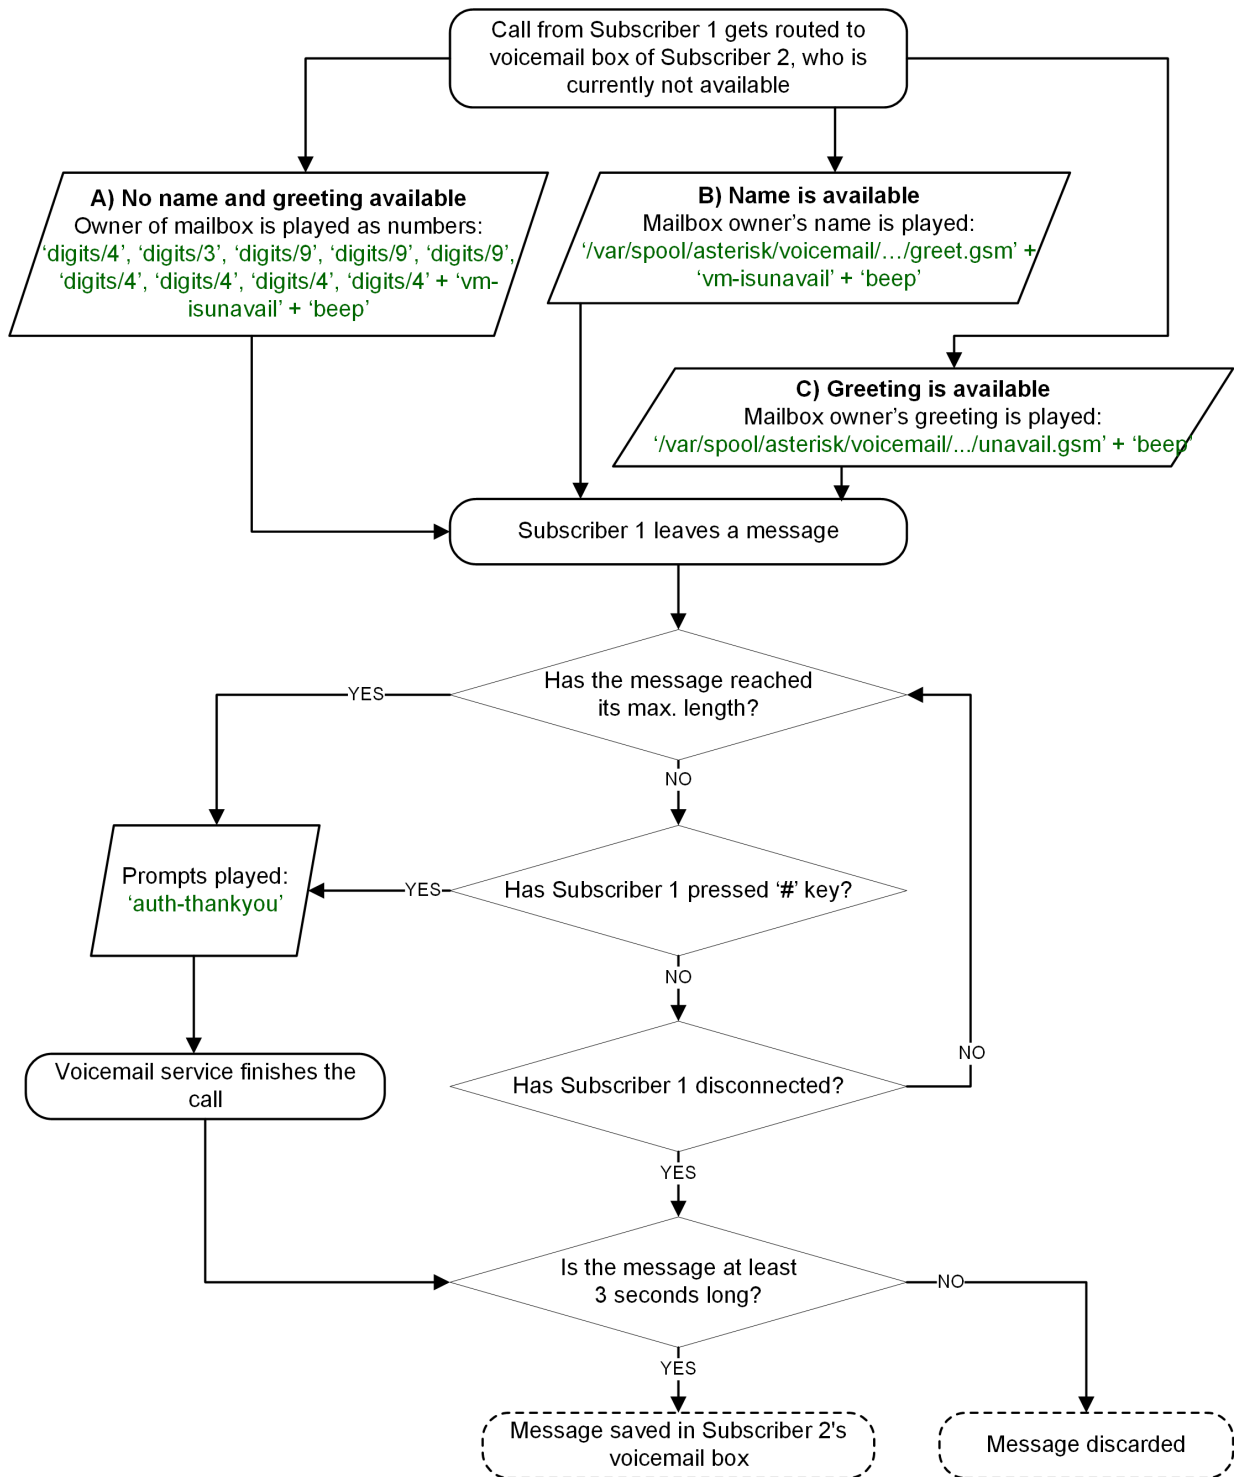 Call from Subscriber 1 gets routed to
voicemail box of Subscriber 2, who is
currently not available
A) No name and greeting available
Owner of mailbox is played as numbers:
‘digits/4’, ‘digits/3’, ‘digits/9’, ‘digits/9’, ‘digits/9’,
‘digits/4’, ‘digits/4’, ‘digits/4’, ‘digits/4’ + ‘vm-
isunavail’ + ‘beep’
B) Name is available
Mailbox owner’s name is played:
‘/var/spool/asterisk/voicemail/…/greet.gsm’ +
‘vm-isunavail’ + ‘beep’
C) Greeting is available
Mailbox owner’s greeting is played:
‘/var/spool/asterisk/voicemail/…/unavail.gsm’ + ‘beep’
Subscriber 1 leaves a message
Has the message reached
its max. length?
YES
NO
Prompts played:
‘auth-thankyou’
YES
Has Subscriber 1 pressed ‘#’ key?
NO
Voicemail service finishes the
call
Has Subscriber 1 disconnected?
NO
YES
Is the message at least
3 seconds long?
NO
YES
Message saved in Subscriber 2's
voicemail box
Message discarded